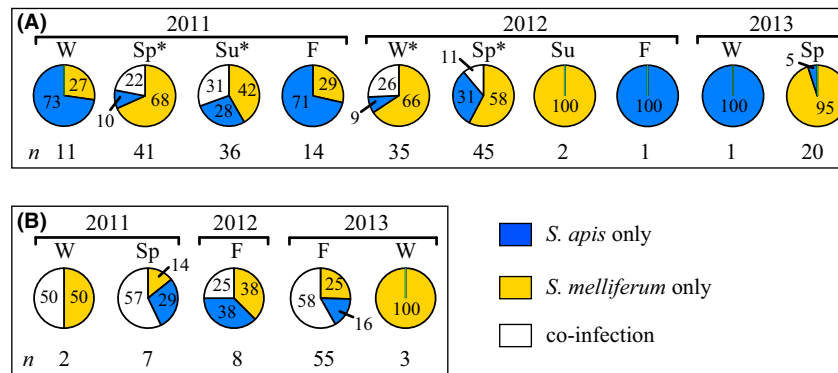 (A) 2011 2012 2013
W Sp* Su* F W* Sp* Su F W Sp
73 27 22 10 68 31 28 42 71 29 26 9 66 11 31 58 100 100 100 5 95
n 11 41 36 14 35 45 2 1 1 20
(B) 2011 2012 2013
W Sp F F W
50 50 57 14 29 25 38 38 58 25 16 100
n 2 7 8 55 3
S. apis only
S. melliferum only
co-infection